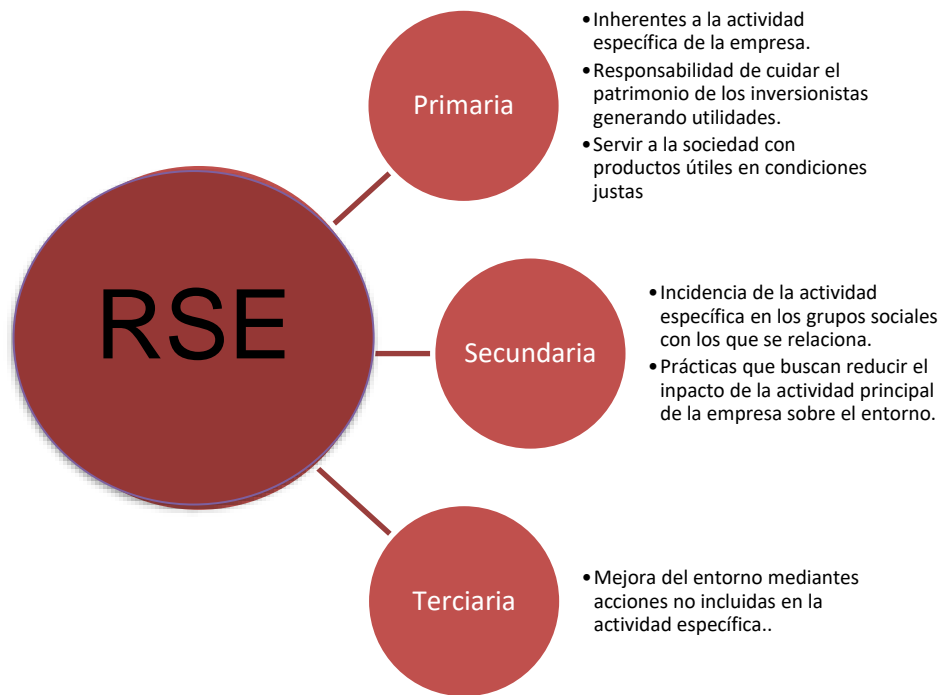 RSE
Primaria
•Inherentes a la actividad
específica de la empresa.
•Responsabilidad de cuidar el
patrimonio de los inversionistas
generando utilidades.
•Servir a la sociedad con
productos útiles en condiciones
justas
Secundaria
•Incidencia de la actividad
específica en los grupos sociales
con los que se relaciona.
•Prácticas que buscan reducir el
inpacto de la actividad principal
de la empresa sobre el entorno.
Terciaria
•Mejora del entorno mediantes
acciones no incluidas en la
actividad específica..